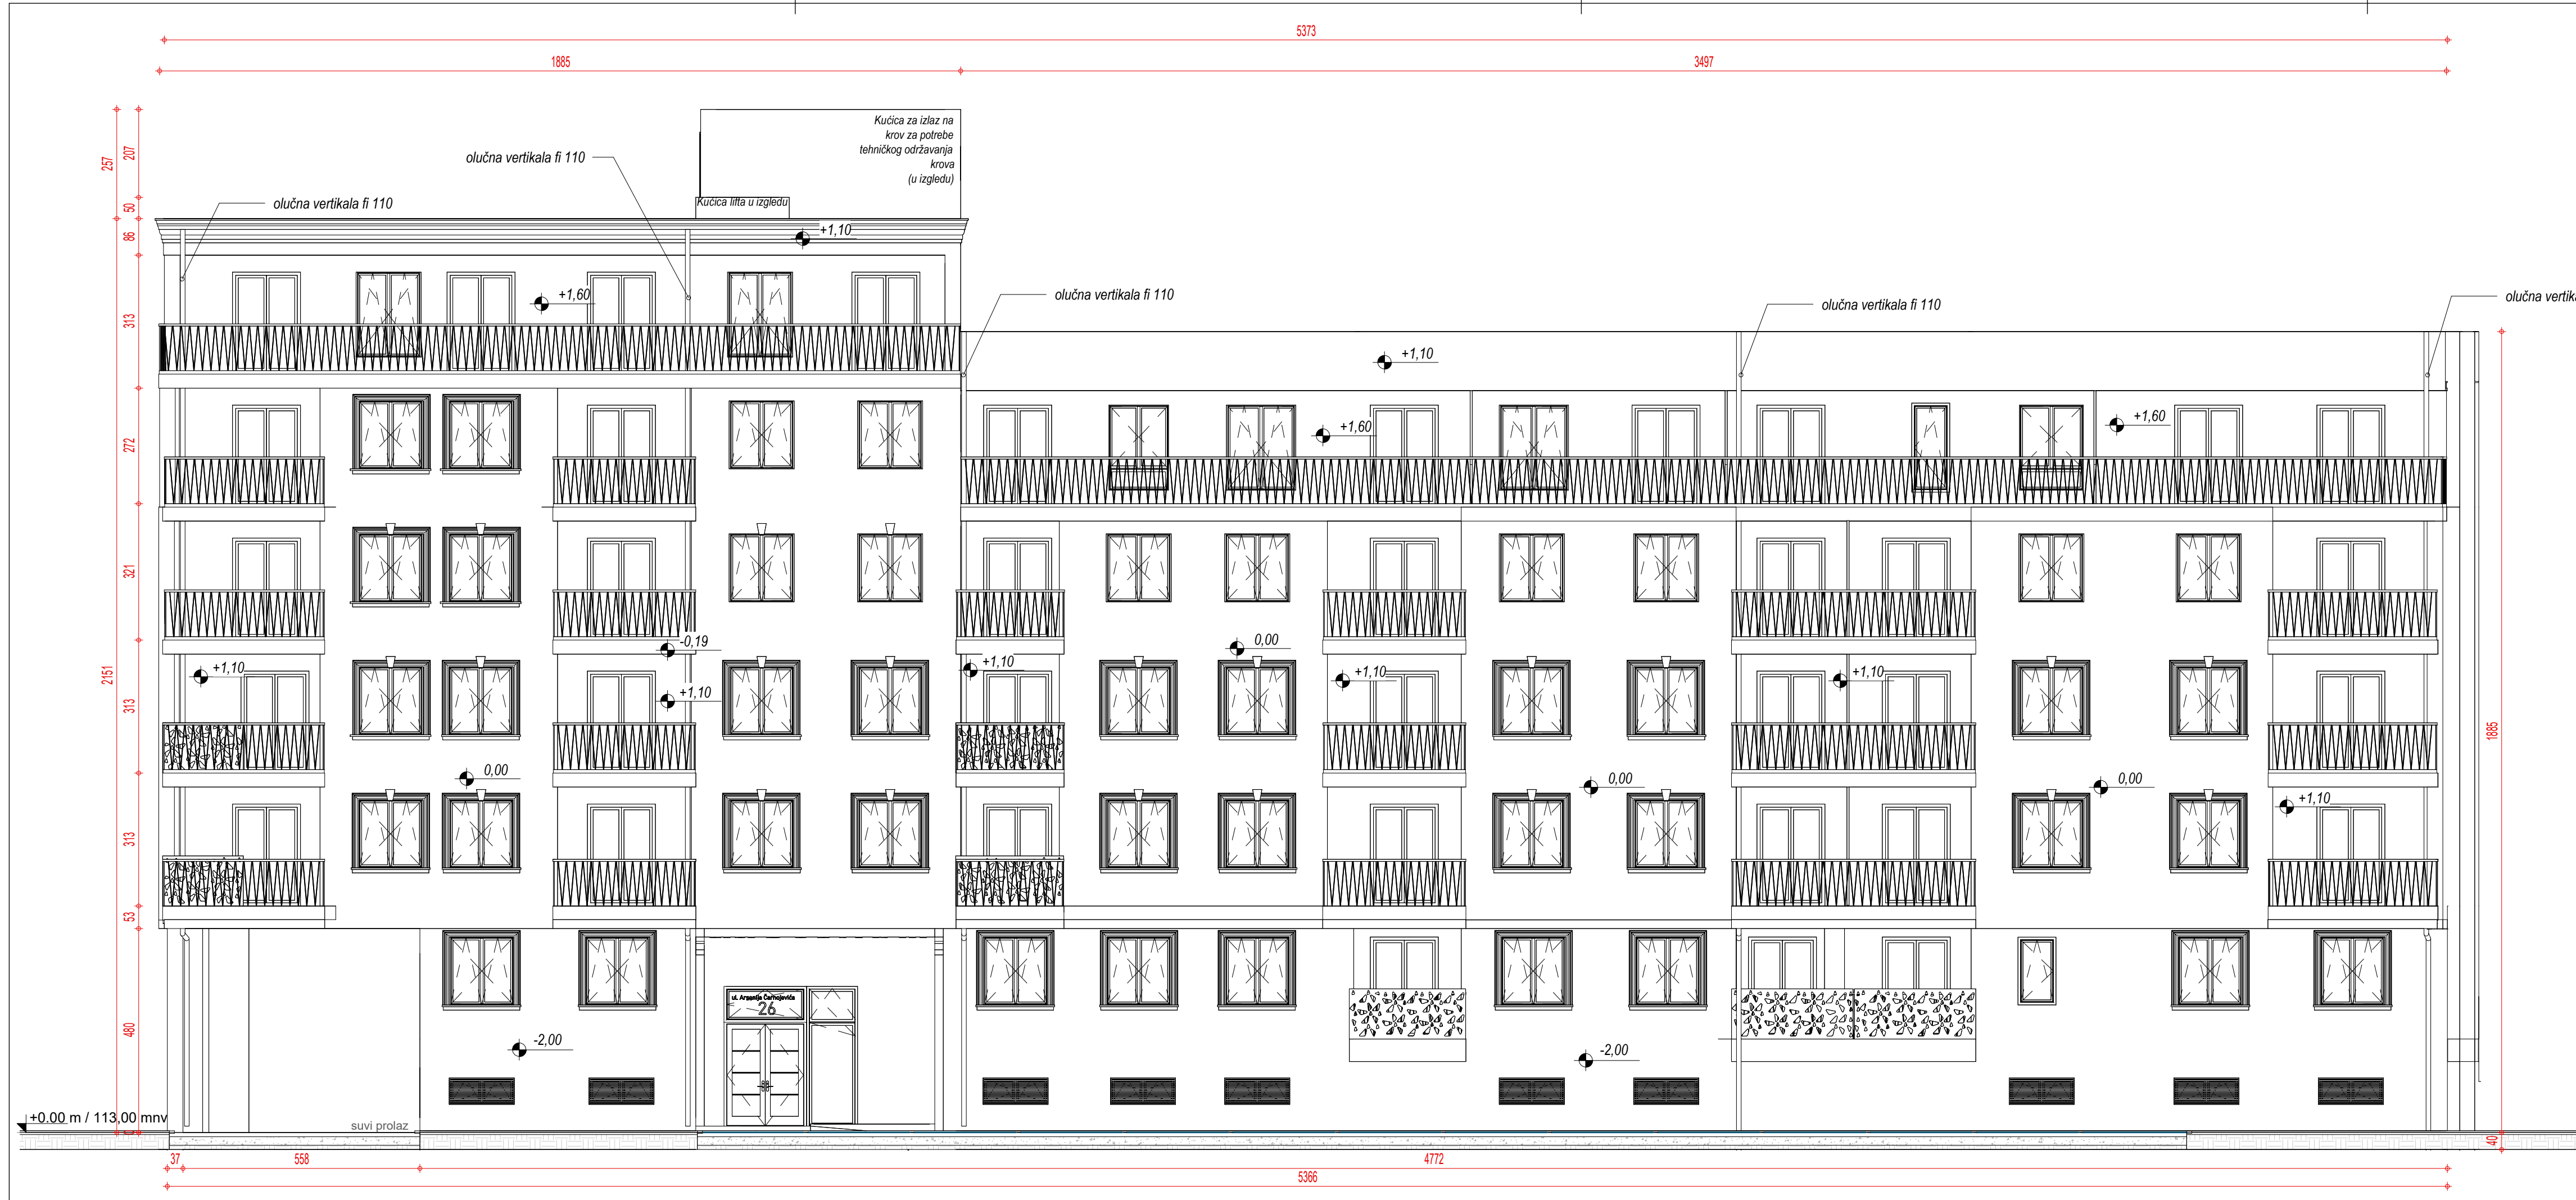 5373
1885
3497
Kućica za izlaz na
krov za potrebe
tehničkog održavanja
krova
(u izgledu)
257
207
olučna vertikala fi 110
Kućica lifta u izgledu
50
olučna vertikala fi 110
86
+1,10
+1,60
olučna vertikala fi 110
olučna vertikala fi 110
olučna vertika
313
+1,10
+1,60
+1,60
272
321
-0,19
0,00
+1,10
+1,10
+1,10
+1,10
+1,10
2151
313
1885
0,00
0,00
0,00
+1,10
313
53
ul. Arsenija Čarnojevića
26
480
-2,00
-2,00
+0.00 m / 113,00 mnv
suvi prolaz
40
37
558
4772
5366